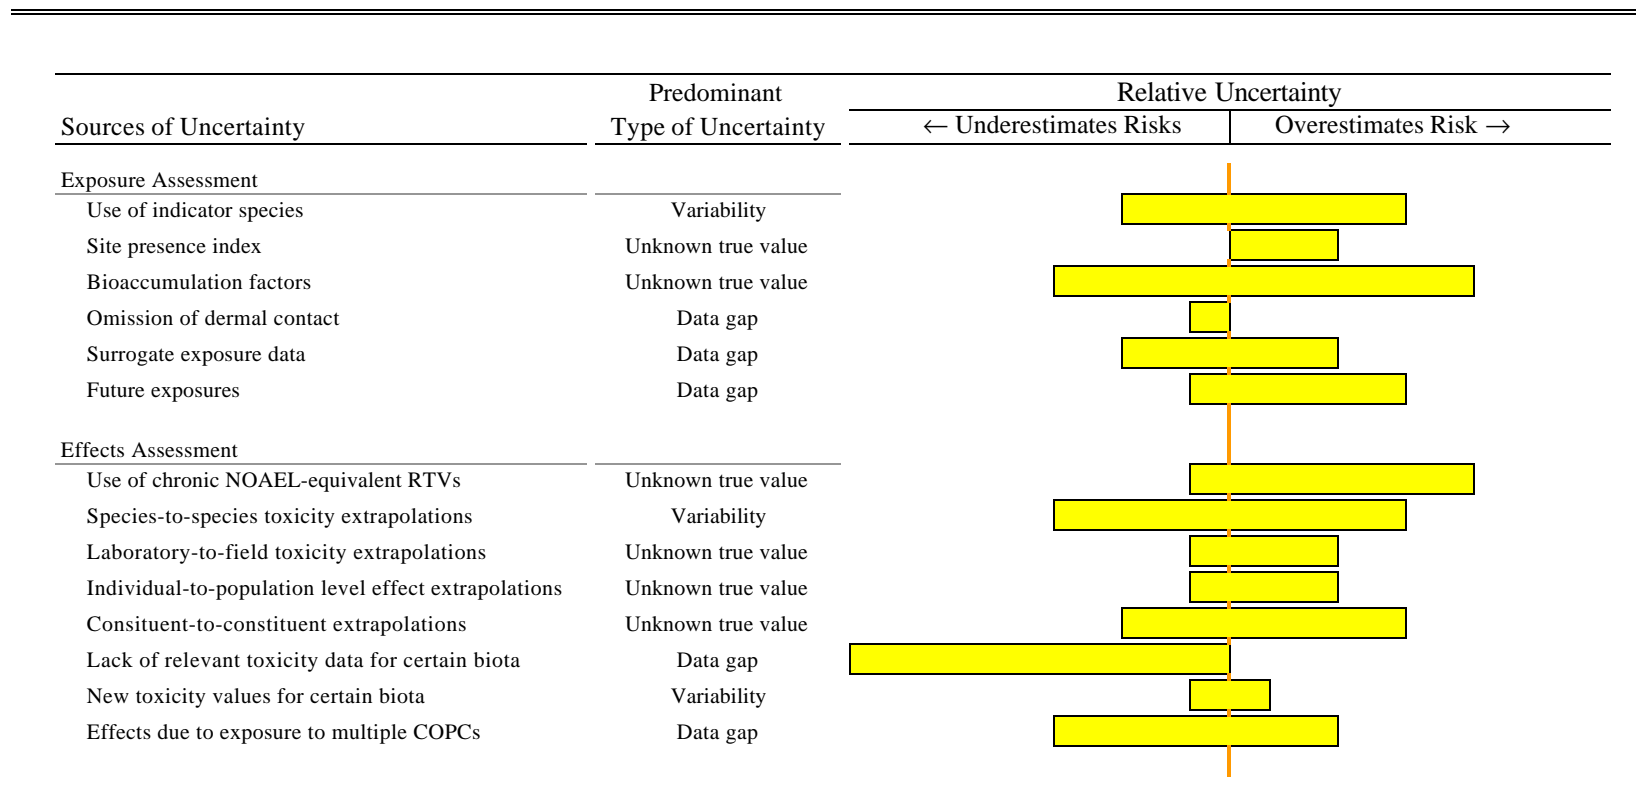 Predominant
Relative Uncertainty
Sources of Uncertainty
Type of Uncertainty
← Underestimates Risks
Overestimates Risk →
Exposure Assessment
Use of indicator species Variability
Site presence index Unknown true value
Bioaccumulation factors Unknown true value
Omission of dermal contact Data gap
Surrogate exposure data Data gap
Future exposures Data gap
Effects Assessment
Use of chronic NOAEL-equivalent RTVs Unknown true value
Species-to-species toxicity extrapolations Variability
Laboratory-to-field toxicity extrapolations Unknown true value
Individual-to-population level effect extrapolations Unknown true value
Consituent-to-constituent extrapolations Unknown true value
Lack of relevant toxicity data for certain biota Data gap
New toxicity values for certain biota Variability
Effects due to exposure to multiple COPCs Data gap